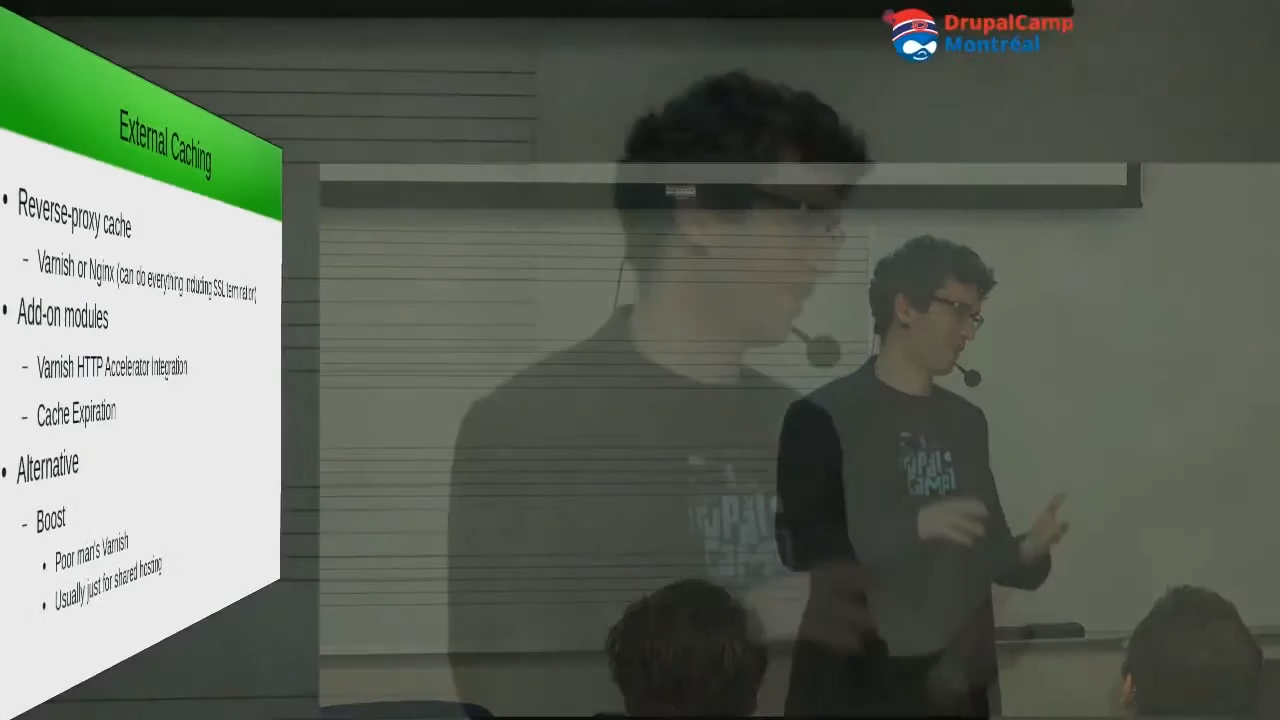 DrupalCamp
Montréal
External Caching
• Reverse-proxy cache
– Varnish or Nginx (can do everything including SSL termination)
• Add-on modules
– Varnish HTTP Accelerator Integration
– Cache Expiration
• Alternative
– Boost
• Poor man's Varnish
• Usually just for shared hosting